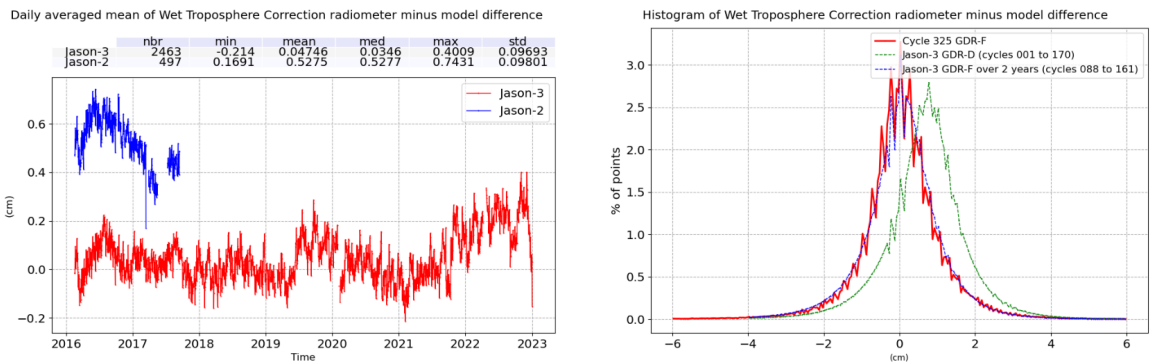 Daily averaged mean of Wet Troposphere Correction radiometer minus model difference
nbr min mean med max std
Jason-3 2463 -0.214 0.04746 0.0346 0.4009 0.09693
Jason-2 497 0.1691 0.5275 0.5277 0.7431 0.09801
Jason-3
Jason-2
0.6
0.4
0.2
0.0
−0.2
(cm)
2016 2017 2018 2019 2020 2021 2022 2023
Time
Histogram of Wet Troposphere Correction radiometer minus model difference
Cycle 325 GDR-F
Jason-3 GDR-D (cycles 001 to 170)
Jason-3 GDR-F over 2 years (cycles 088 to 161)
3.0
2.5
2.0
1.5
1.0
0.5
0.0
% of points
−6 −4 −2 0 2 4 6
(cm)